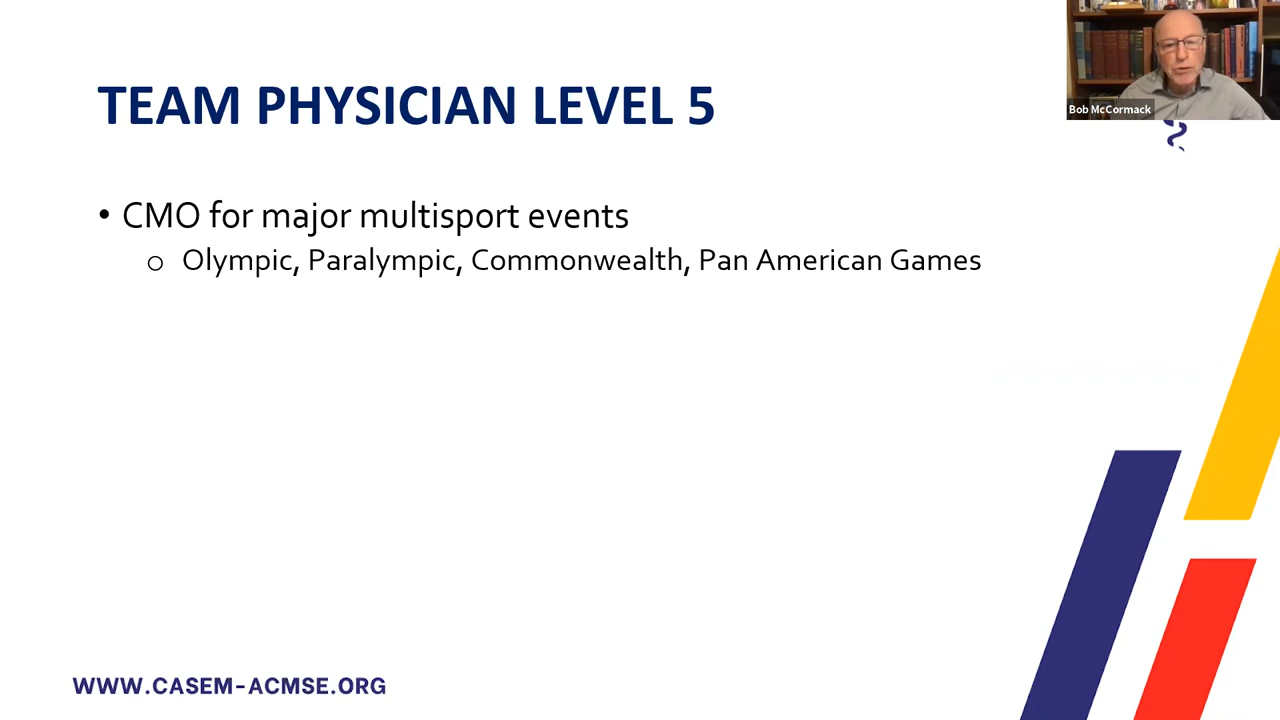 Bob McCormack
TEAM PHYSICIAN LEVEL 5
• CMO for major multisport events
o Olympic, Paralympic, Commonwealth, Pan American Games
WWW.CASEM-ACMSE.ORG